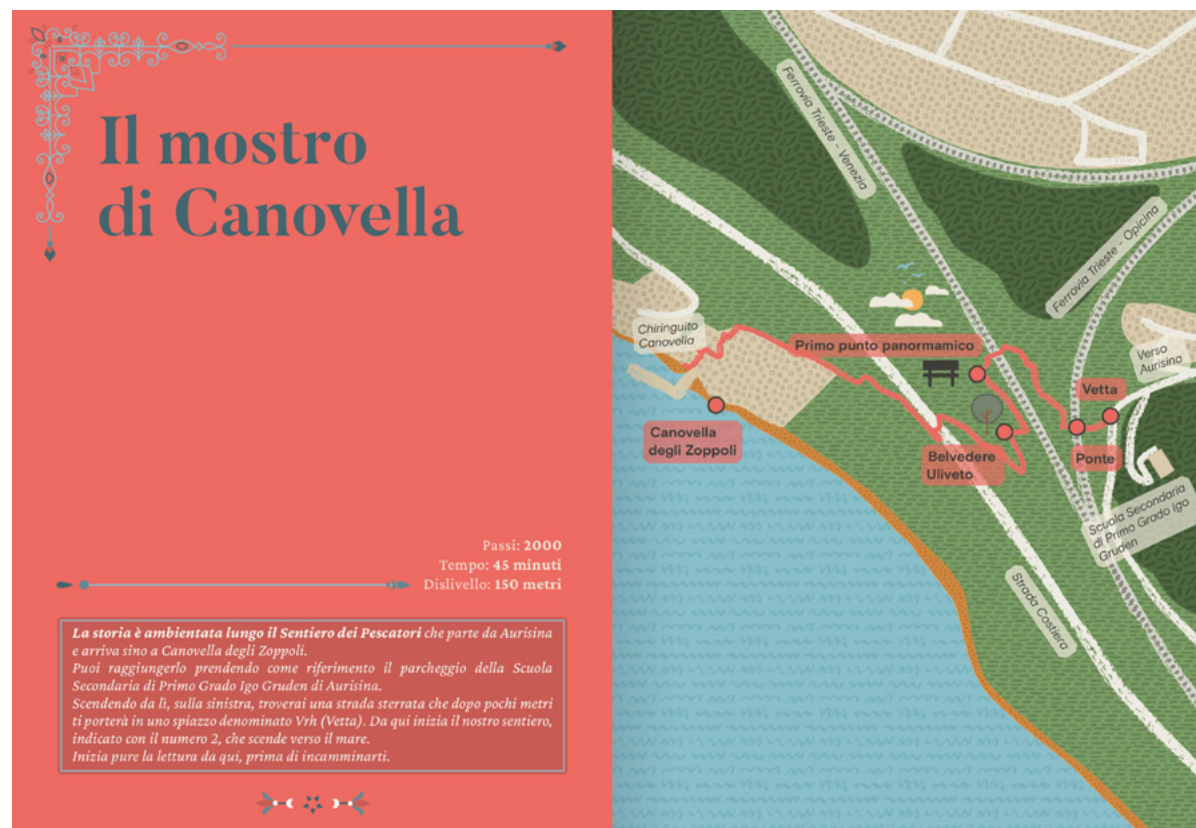 Il mostro
di Canovella
Passi: 2000
Tempo: 45 minuti
Dislivello: 150 metri
La storia è ambientata lungo il Sentiero dei Pescatori che parte da Aurisina
e arriva sino a Canovella degli Zoppoli.
Puoi raggiungerlo prendendo come riferimento il parcheggio della Scuola
Secondaria di Primo Grado Igo Gruden di Aurisina.
Scendendo da lì, sulla sinistra, troverai una strada sterrata che dopo pochi metri
ti porterà in uno spiazzo denominato Vrh (Vetta). Da qui inizia il nostro sentiero,
indicato con il numero 2, che scende verso il mare.
Inizia pure la lettura da qui, prima di incamminarti.
Ferrovia Trieste - Venezia
Ferrovia Trieste - Opicina
Chiringuito
Canovella
Primo punto panormamico
Verso
Aurisina
Vetta
Canovella
degli Zoppoli
Belvedere
Uliveto
Ponte
Scuola Secondaria
di Primo Grado Igo
Gruden
Strada Costiera